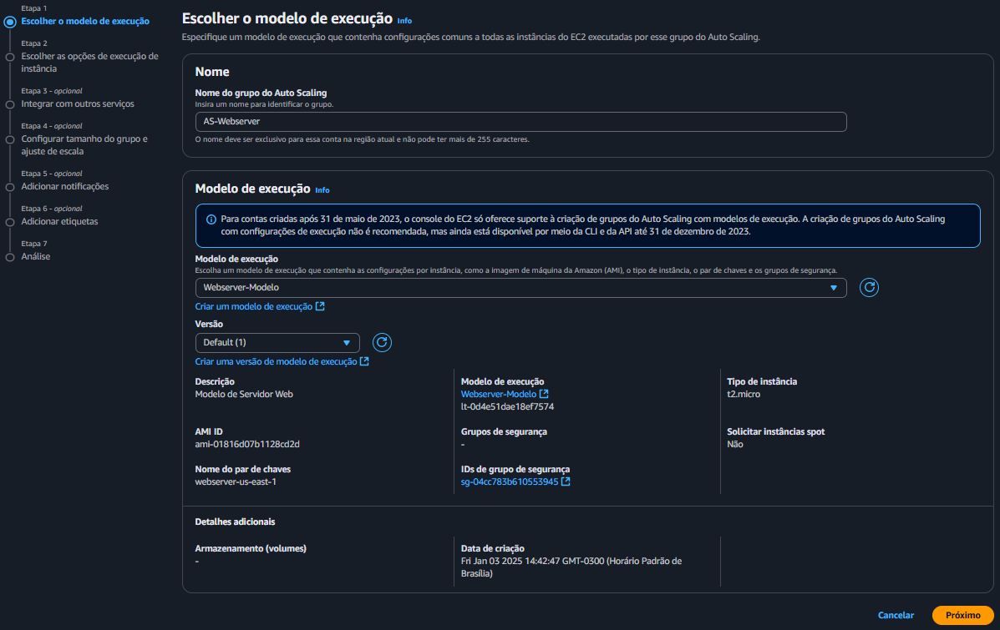 Etapa 1
Escolher o modelo de execução
Etapa 2
Escolher as opções de execução de
instância
Etapa 3 - opcional
Integrar com outros serviços
Etapa 4 - opcional
Configurar tamanho do grupo e
ajuste de escala
Etapa 5 - opcional
Adicionar notificações
Etapa 6 - opcional
Adicionar etiquetas
Etapa 7
Análise
Escolher o modelo de execução Info
Especifique um modelo de execução que contenha configurações comuns a todas as instâncias do EC2 executadas por esse grupo do Auto Scaling.
Nome
Nome do grupo do Auto Scaling
Insira um nome para identificar o grupo.
AS-Webserver
O nome deve ser exclusivo para essa conta na região atual e não pode ter mais de 255 caracteres.
Modelo de execução Info
Para contas criadas após 31 de maio de 2023, o console do EC2 só oferece suporte à criação de grupos do Auto Scaling com modelos de execução. A criação de grupos do Auto Scaling
com configurações de execução não é recomendada, mas ainda está disponível por meio da CLI e da API até 31 de dezembro de 2023.
Modelo de execução
Escolha um modelo de execução que contenha as configurações por instância, como a imagem de máquina da Amazon (AMI), o tipo de instância, o par de chaves e os grupos de segurança.
Webserver-Modelo
Criar um modelo de execução
Versão
Default (1)
Criar uma versão de modelo de execução
Descrição
Modelo de Servidor Web
Modelo de execução
Webserver-Modelo
lt-0d4e51dae18ef7574
Tipo de instância
t2.micro
AMI ID
ami-01816d07b1128cd2d
Grupos de segurança
-
Solicitar instâncias spot
Não
Nome do par de chaves
webserver-us-east-1
IDs de grupo de segurança
sg-04cc783b610553945
Detalhes adicionais
Armazenamento (volumes)
-
Data de criação
Fri Jan 03 2025 14:42:47 GMT-0300 (Horário Padrão de
Brasília)
Cancelar
Próximo